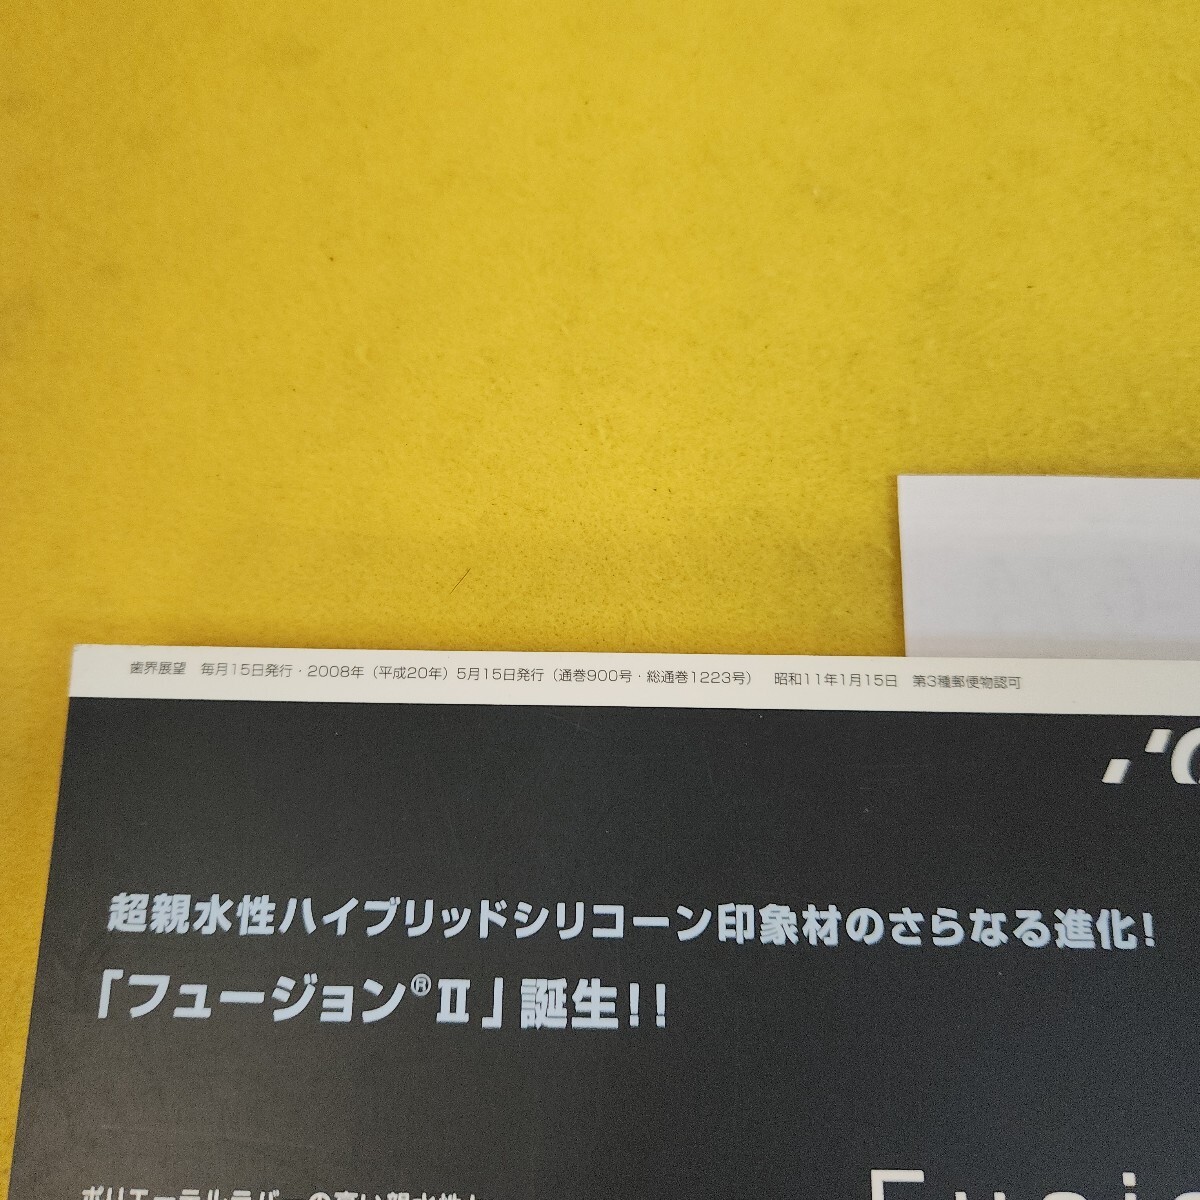 歯界展望　毎月15日発行・2008年（平成20年）5月15日発行（通巻900号・総通巻1223号）　昭和11年1月15日　第3種郵便物認可
超親水性ハイブリッドシリコーン印象材のさらなる進化!
「フュージョン®Ⅱ」誕生!!